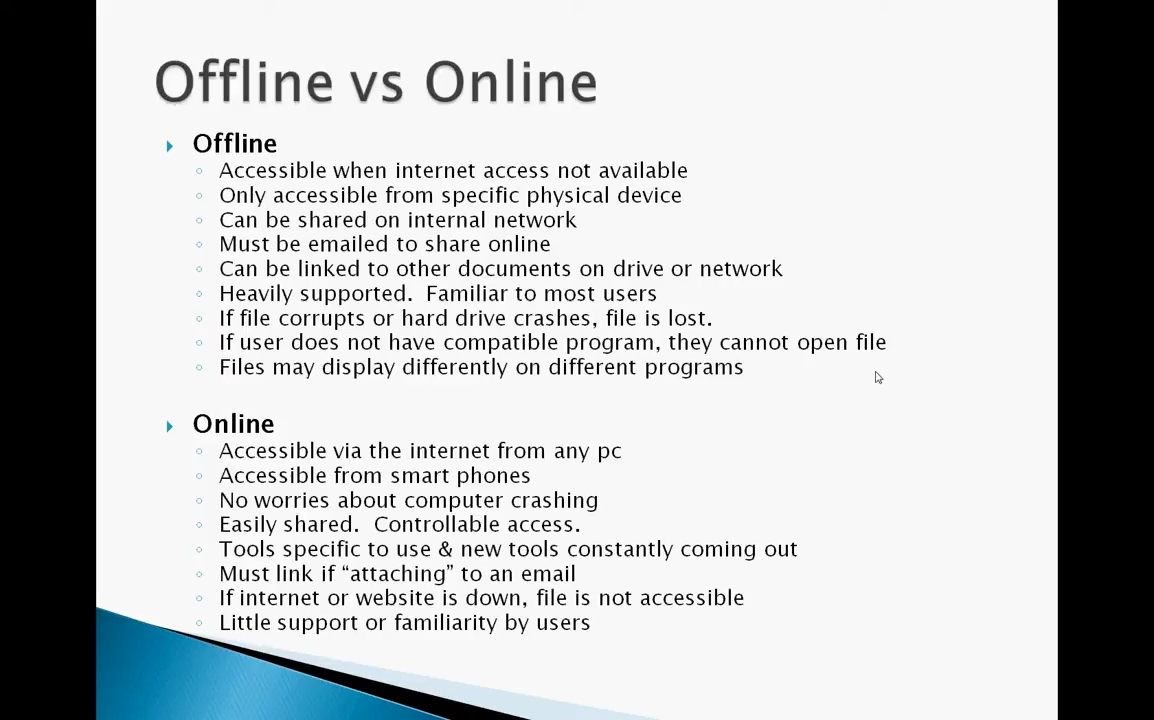 Offline vs Online
Offline
Accessible when internet access not available
Only accessible from specific physical device
Can be shared on internal network
Must be emailed to share online
Can be linked to other documents on drive or network
Heavily supported.  Familiar to most users
If file corrupts or hard drive crashes, file is lost.
If user does not have compatible program, they cannot open file
Files may display differently on different programs
Online
Accessible via the internet from any pc
Accessible from smart phones
No worries about computer crashing
Easily shared.  Controllable access.
Tools specific to use & new tools constantly coming out
Must link if “attaching” to an email
If internet or website is down, file is not accessible
Little support or familiarity by users